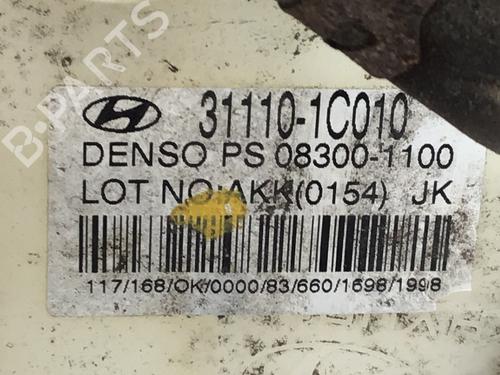 B-PARTS
31110-1C010
DENSO PS 08300-1100
LOT NO:AKK(0154) JK
117/168/OK/0000/83/660/1698/1998